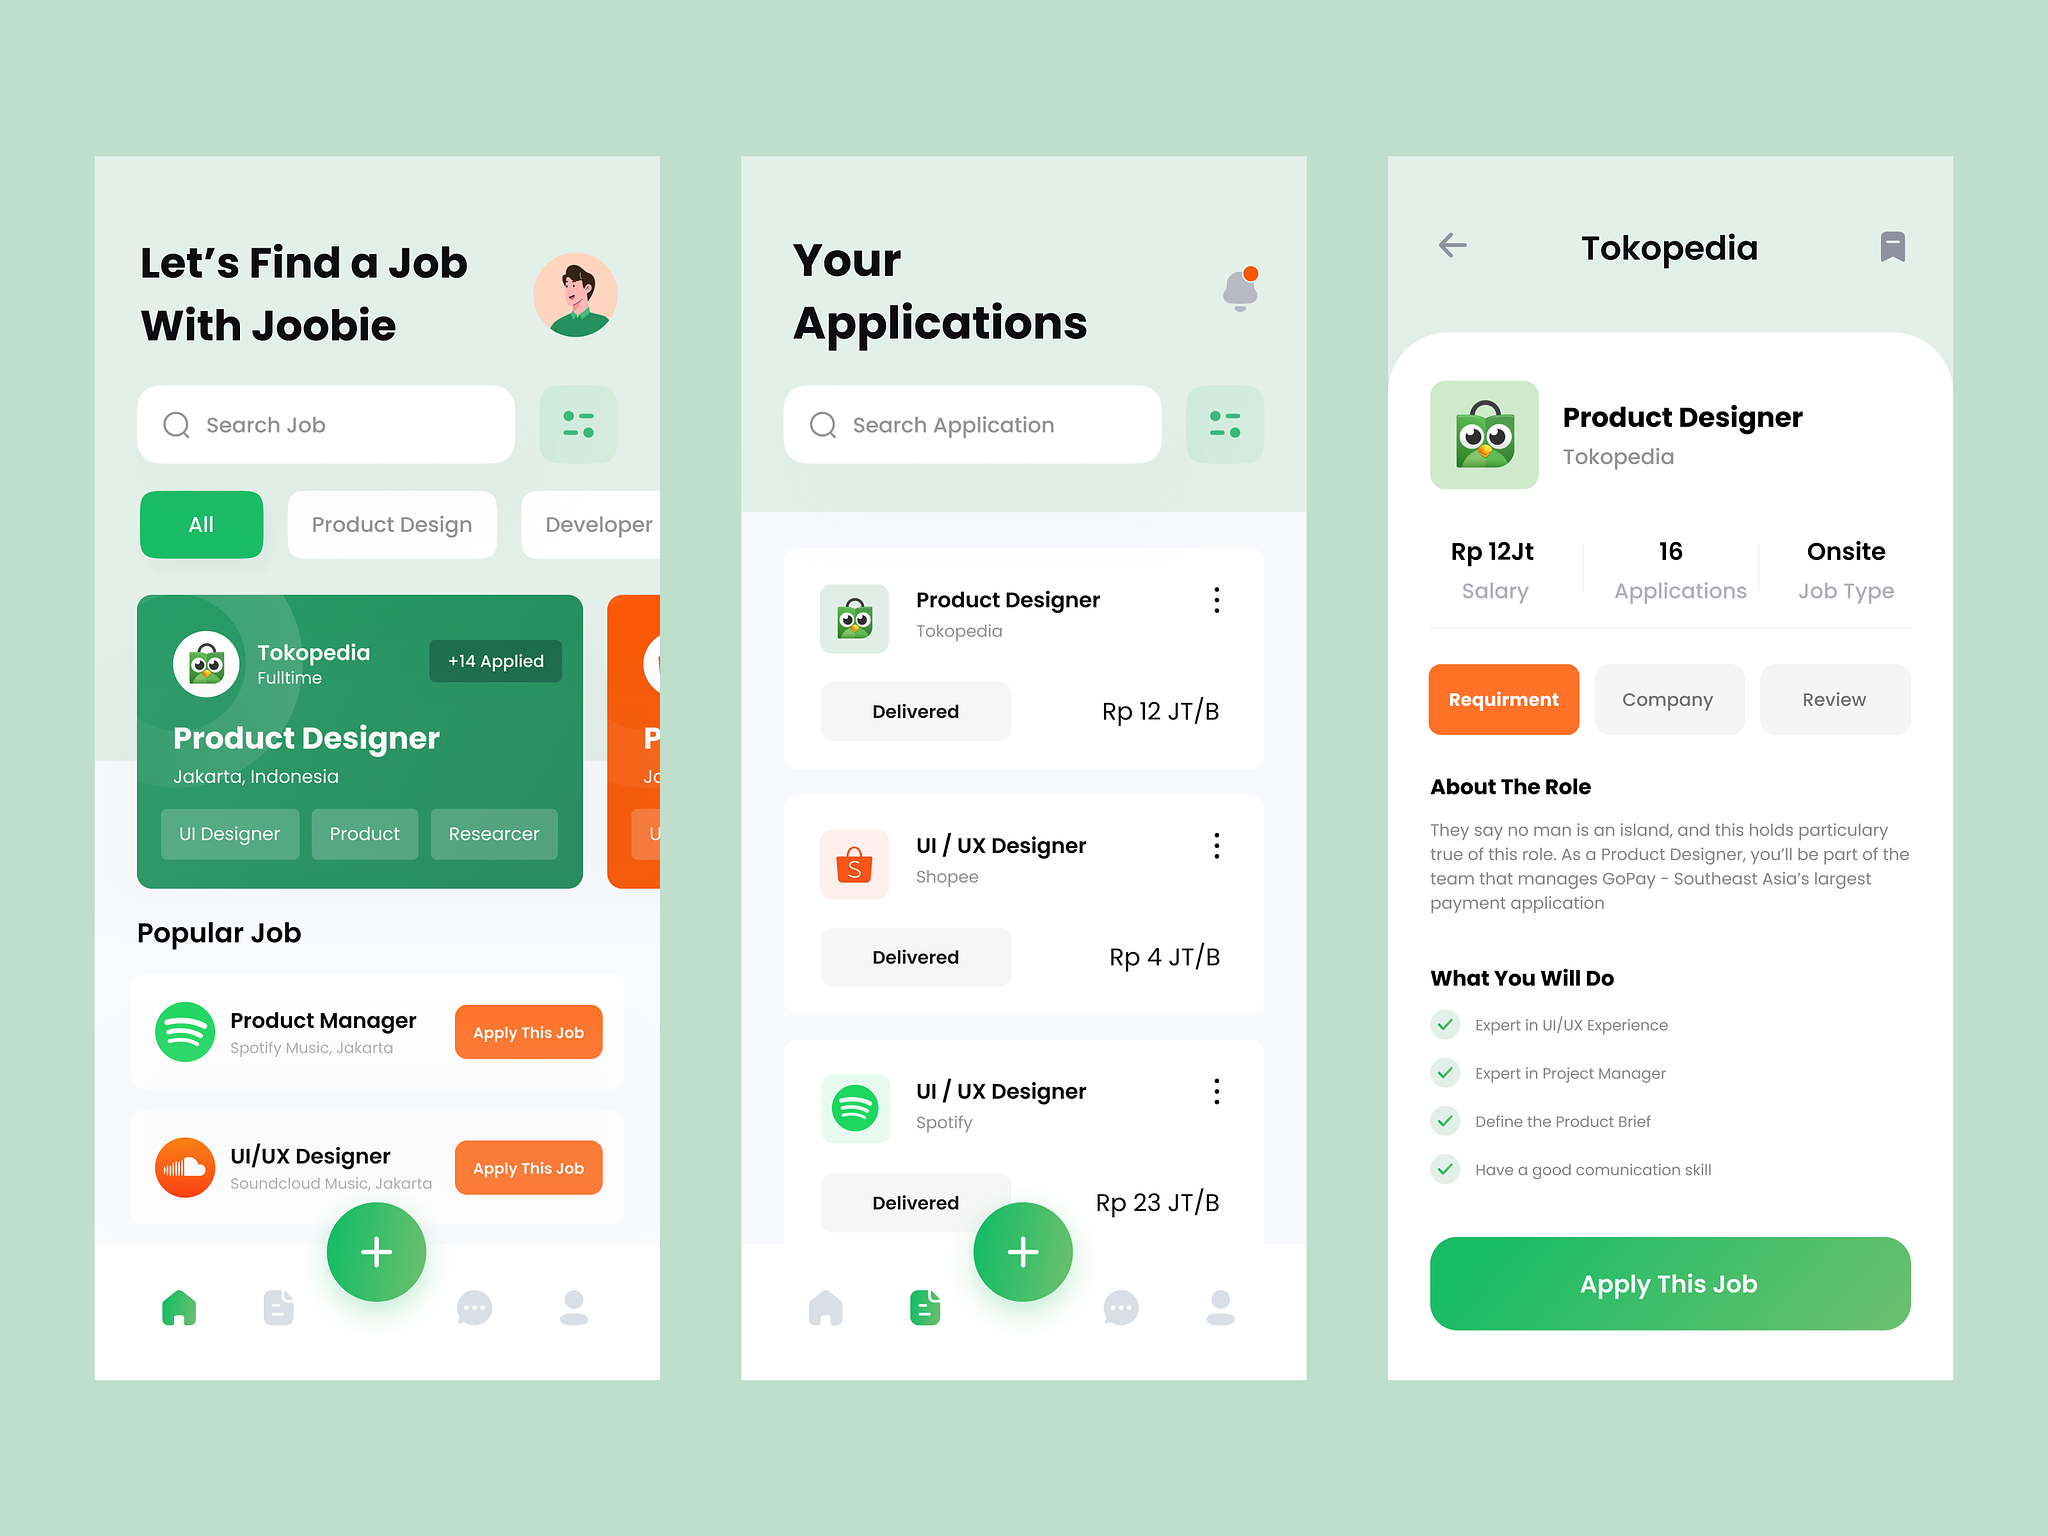 Let's Find a Job
With Joobie
Search Job
All
Product Design
Developer
Tokopedia
Fulltime
+14 Applied
Product Designer
Jakarta, Indonesia
UI Designer
Product
Researcer
P
U
Popular Job
Product Manager
Spotify Music, Jakarta
Apply This Job
UI/UX Designer
Soundcloud Music, Jakarta
Apply This Job
Your
Applications
Search Application
Product Designer
Tokopedia
Delivered
Rp 12 JT/B
UI / UX Designer
Shopee
Delivered
Rp 4 JT/B
UI / UX Designer
Spotify
Delivered
Rp 23 JT/B
Tokopedia
Product Designer
Tokopedia
Rp 12Jt
Salary
16
Applications
Onsite
Job Type
Requirment
Company
Review
About The Role
They say no man is an island, and this holds particulary
true of this role. As a Product Designer, you'll be part of the
team that manages GoPay - Southeast Asia's largest
payment application
What You Will Do
Expert in UI/UX Experience
Expert in Project Manager
Define the Product Brief
Have a good comunication skill
Apply This Job